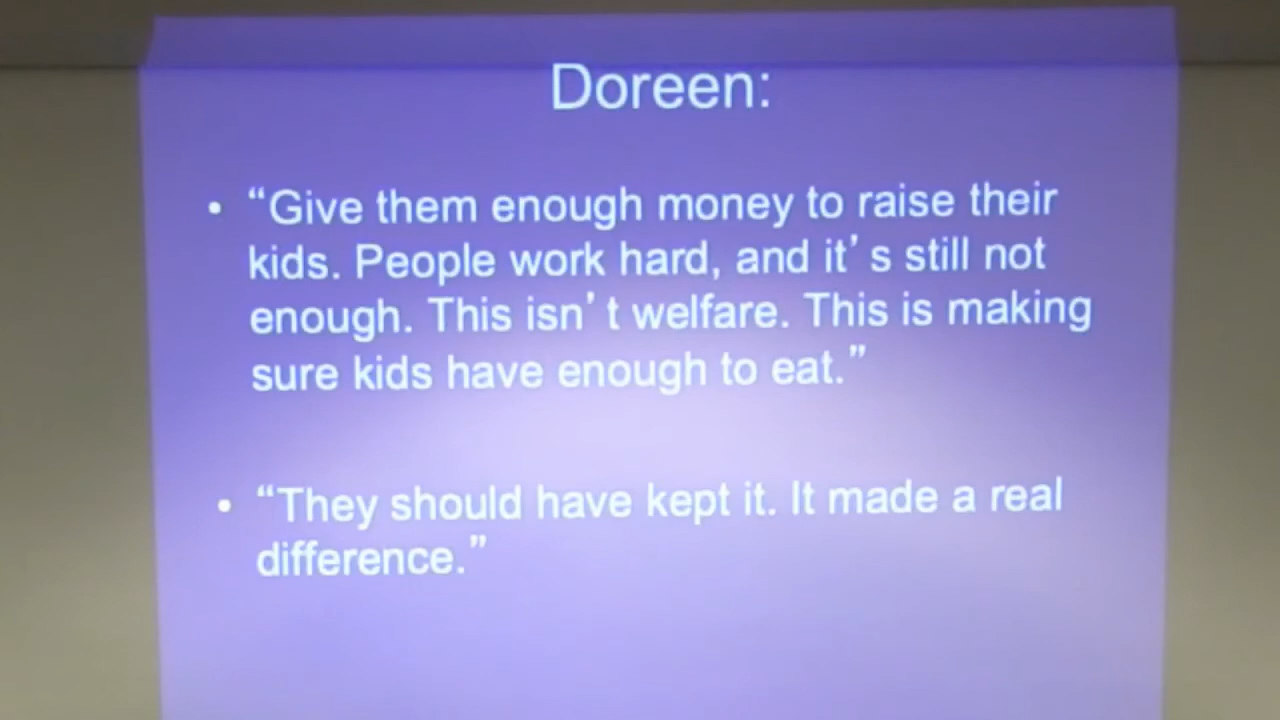 Doreen:
• “Give them enough money to raise their
kids. People work hard, and it’s still not
enough. This isn’t welfare. This is making
sure kids have enough to eat.”
• “They should have kept it. It made a real
difference.”